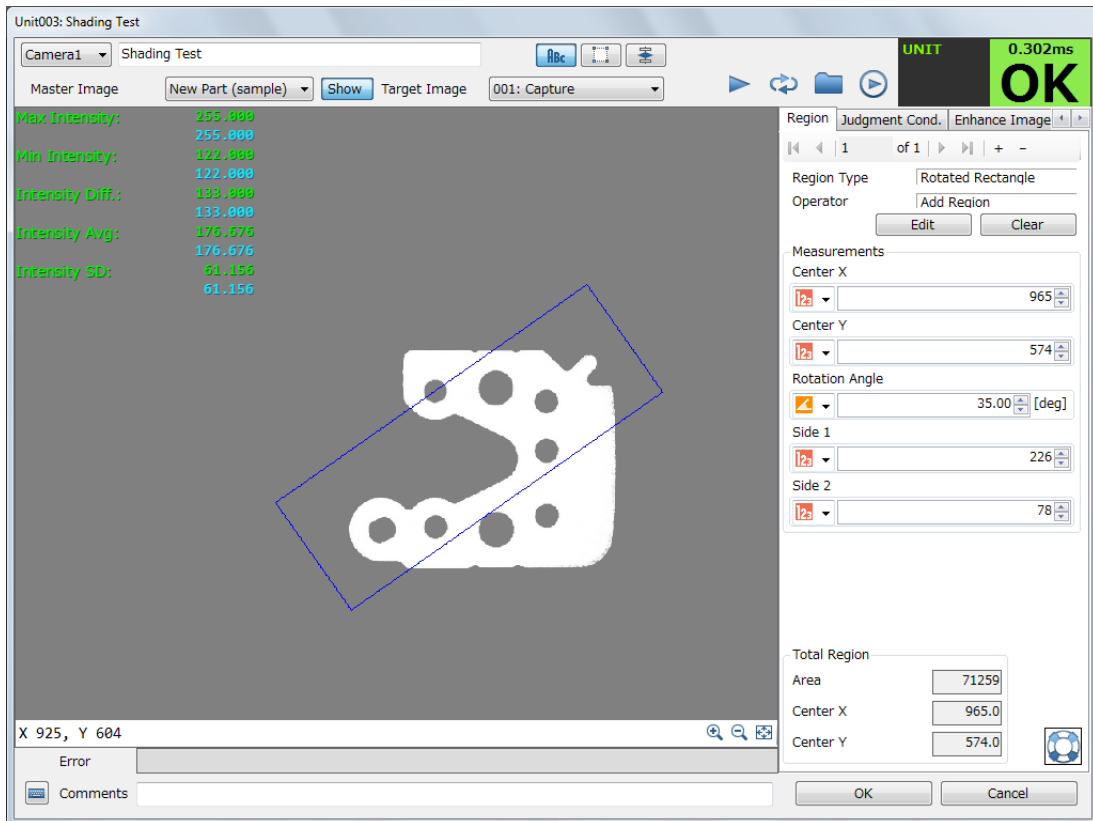 Unit003: Shading Test
Camera1 Shading Test ABc UNIT 0.302ms
OK
Master Image New Part (sample) Show Target Image 001: Capture
Max Intensity: 255.000
255.000
Min Intensity: 122.000
122.000
Intensity Diff.: 133.000
133.000
Intensity Avg: 176.676
176.676
Intensity SD: 61.156
61.156
Region Judgment Cond. Enhance Image
1 of 1 + −
Region Type Rotated Rectangle
Operator Add Region
Edit Clear
Measurements
Center X
123 965
Center Y
123 574
Rotation Angle
35.00 [deg]
Side 1
123 226
Side 2
123 78
Total Region
Area 71259
Center X 965.0
Center Y 574.0
X 925, Y 604
Error
Comments
OK Cancel